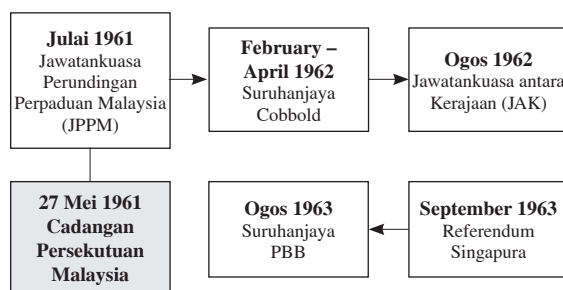 Julai 1961
Jawatankuasa
Perundingan
Perpaduan Malaysia
(JPPM)
February –
April 1962
Suruhanjaya
Cobbold
Ogos 1962
Jawatankuasa antara
Kerajaan (JAK)
27 Mei 1961
Cadangan
Persekutuan
Malaysia
Ogos 1963
Suruhanjaya
PBB
September 1963
Referendum
Singapura